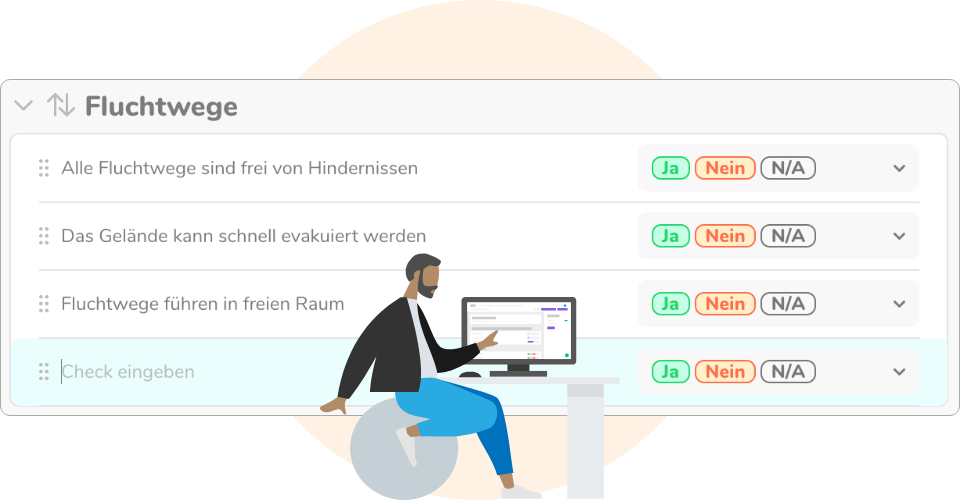 Fluchtwege
Alle Fluchtwege sind frei von Hindernissen Ja Nein N/A
Das Gelände kann schnell evakuiert werden Ja Nein N/A
Fluchtwege führen in freien Raum Ja Nein N/A
Check eingeben Ja Nein N/A